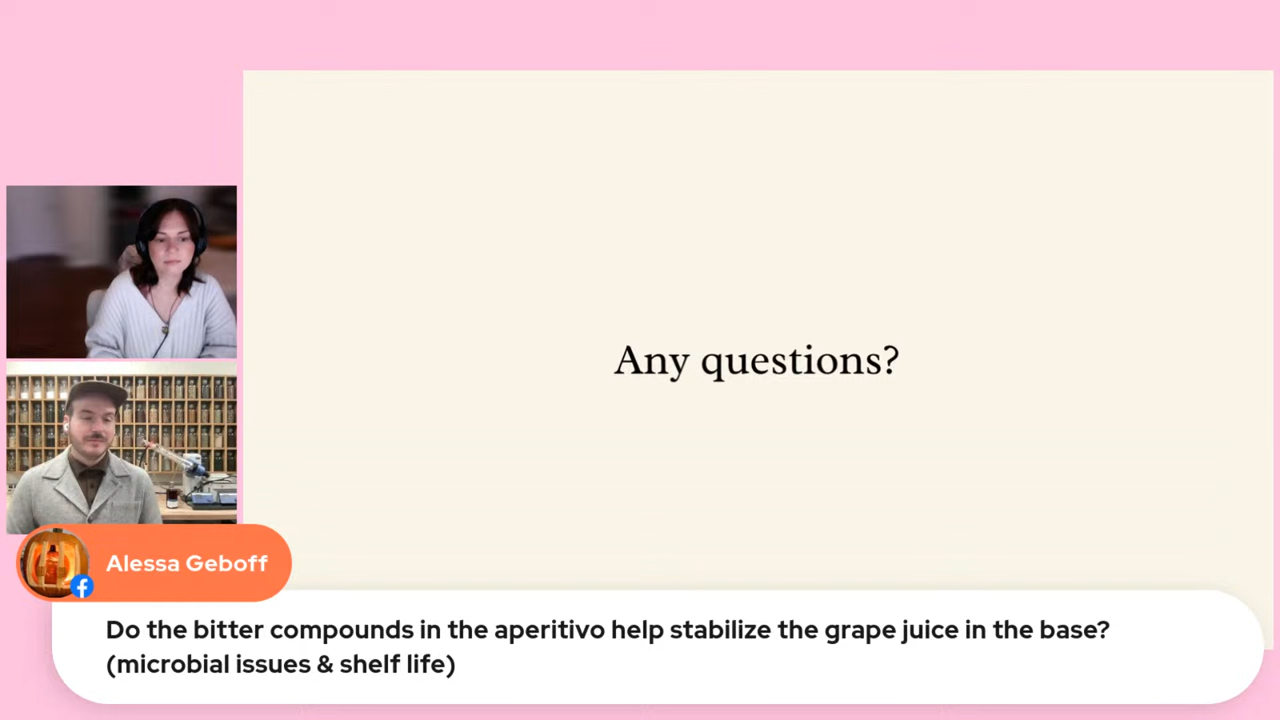 Any questions?
Alessa Geboff
Do the bitter compounds in the aperitivo help stabilize the grape juice in the base?
(microbial issues & shelf life)